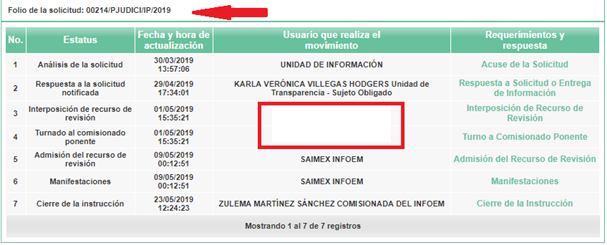 Folio de la solicitud: 00214/PJUDICI/IP/2019
No. Estatus Fecha y hora de actualización Usuario que realiza el movimiento Requerimientos y respuesta
1 Análisis de la solicitud 30/03/2019 13:57:06 UNIDAD DE INFORMACIÓN Acuse de la Solicitud
2 Respuesta a la solicitud notificada 29/04/2019 17:34:01 KARLA VERÓNICA VILLEGAS HODGERS Unidad de Transparencia - Sujeto Obligado Respuesta a Solicitud o Entrega de Información
3 Interposición de recurso de revisión 01/05/2019 15:35:21 Interposición de Recurso de Revisión
4 Turnado al comisionado ponente 01/05/2019 15:35:21 Turno a Comisionado Ponente
5 Admisión del recurso de revisión 09/05/2019 00:12:51 SAIMEX INFOEM Admisión del Recurso de Revisión
6 Manifestaciones 09/05/2019 00:12:51 SAIMEX INFOEM Manifestaciones
7 Cierre de la instrucción 23/05/2019 12:24:23 ZULEMA MARTÍNEZ SÁNCHEZ COMISIONADA DEL INFOEM Cierre de la instrucción
Mostrando 1 al 7 de 7 registros